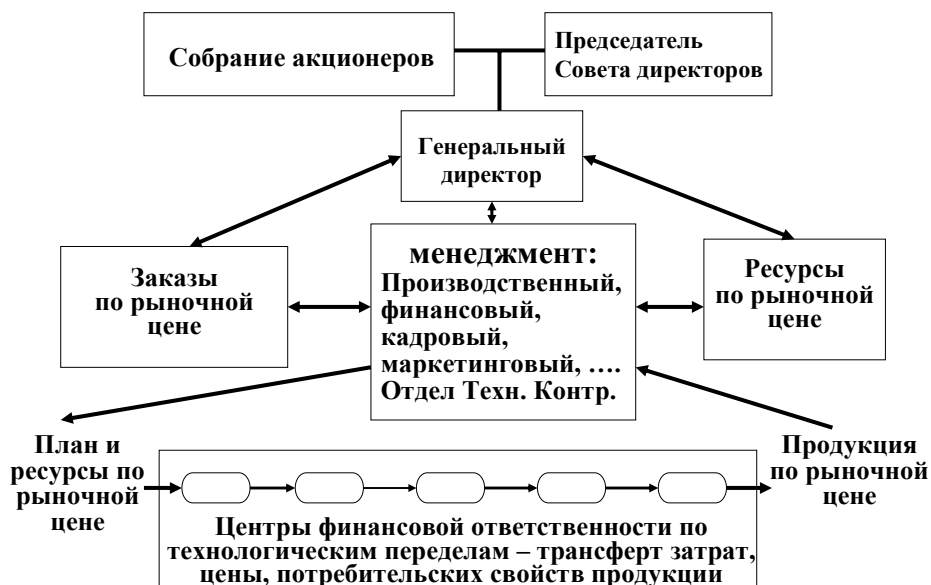 Собрание акционеров
Председатель
Совета директоров
Генеральный
директор
Заказы
по рыночной
цене
менеджмент:
Производственный,
финансовый,
кадровый,
маркетинговый, ….
Отдел Техн. Контр.
Ресурсы
по рыночной
цене
План и
ресурсы по
рыночной
цене
Продукция
по рыночной
цене
Центры финансовой ответственности по
технологическим переделам – трансферт затрат,
цены, потребительских свойств продукции